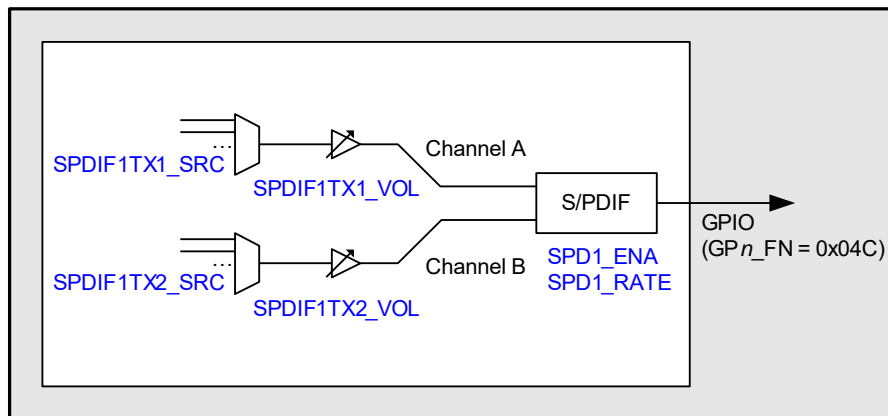 ...
SPDIF1TX1_SRC
SPDIF1TX1_VOL
Channel A
...
SPDIF1TX2_SRC
SPDIF1TX2_VOL
Channel B
S/PDIF
SPD1_ENA
SPD1_RATE
GPIO
(GPn_FN = 0x04C)